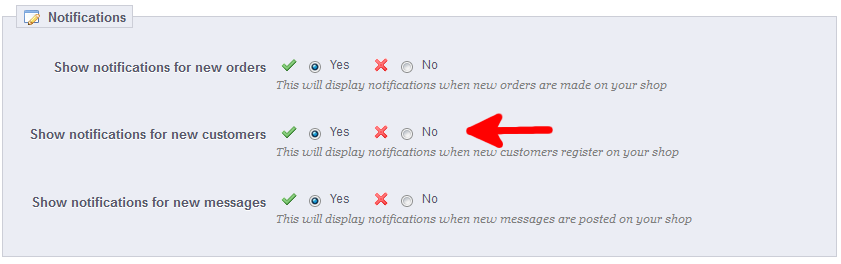 Notifications
Show notifications for new orders Yes No
This will display notifications when new orders are made on your shop
Show notifications for new customers Yes No
This will display notifications when new customers register on your shop
Show notifications for new messages Yes No
This will display notifications when new messages are posted on your shop